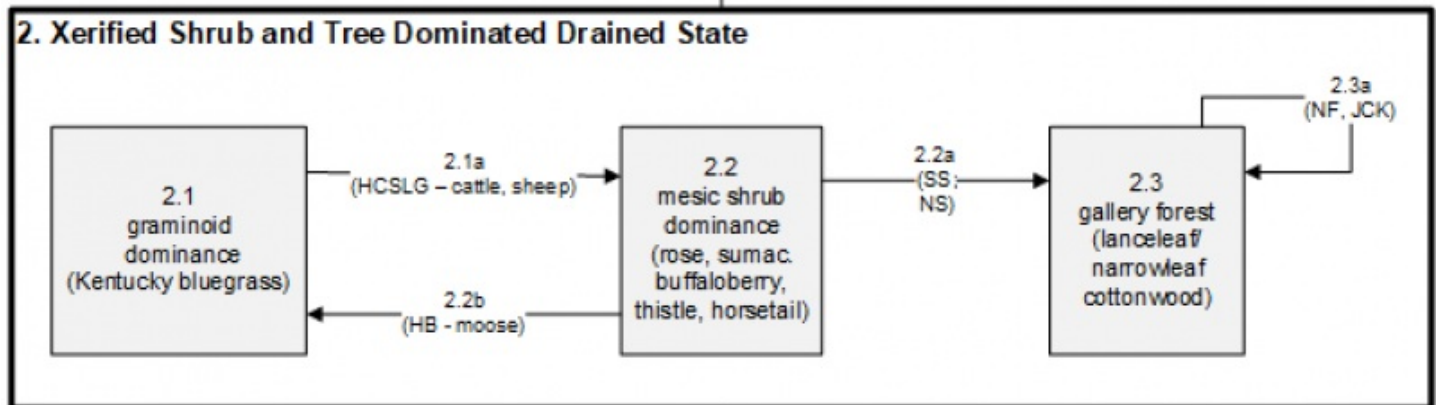 2. Xerified Shrub and Tree Dominated Drained State
2.3a
(NF, JCK)
2.1a
(HCSLG – cattle, sheep)
2.2a
(SS;
NS)
2.1
graminoid
dominance
(Kentucky bluegrass)
2.2
mesic shrub
dominance
(rose, sumac.
buffaloberry,
thistle, horsetail)
2.3
gallery forest
(lanceleaf/
narrowleaf
cottonwood)
2.2b
(HB - moose)